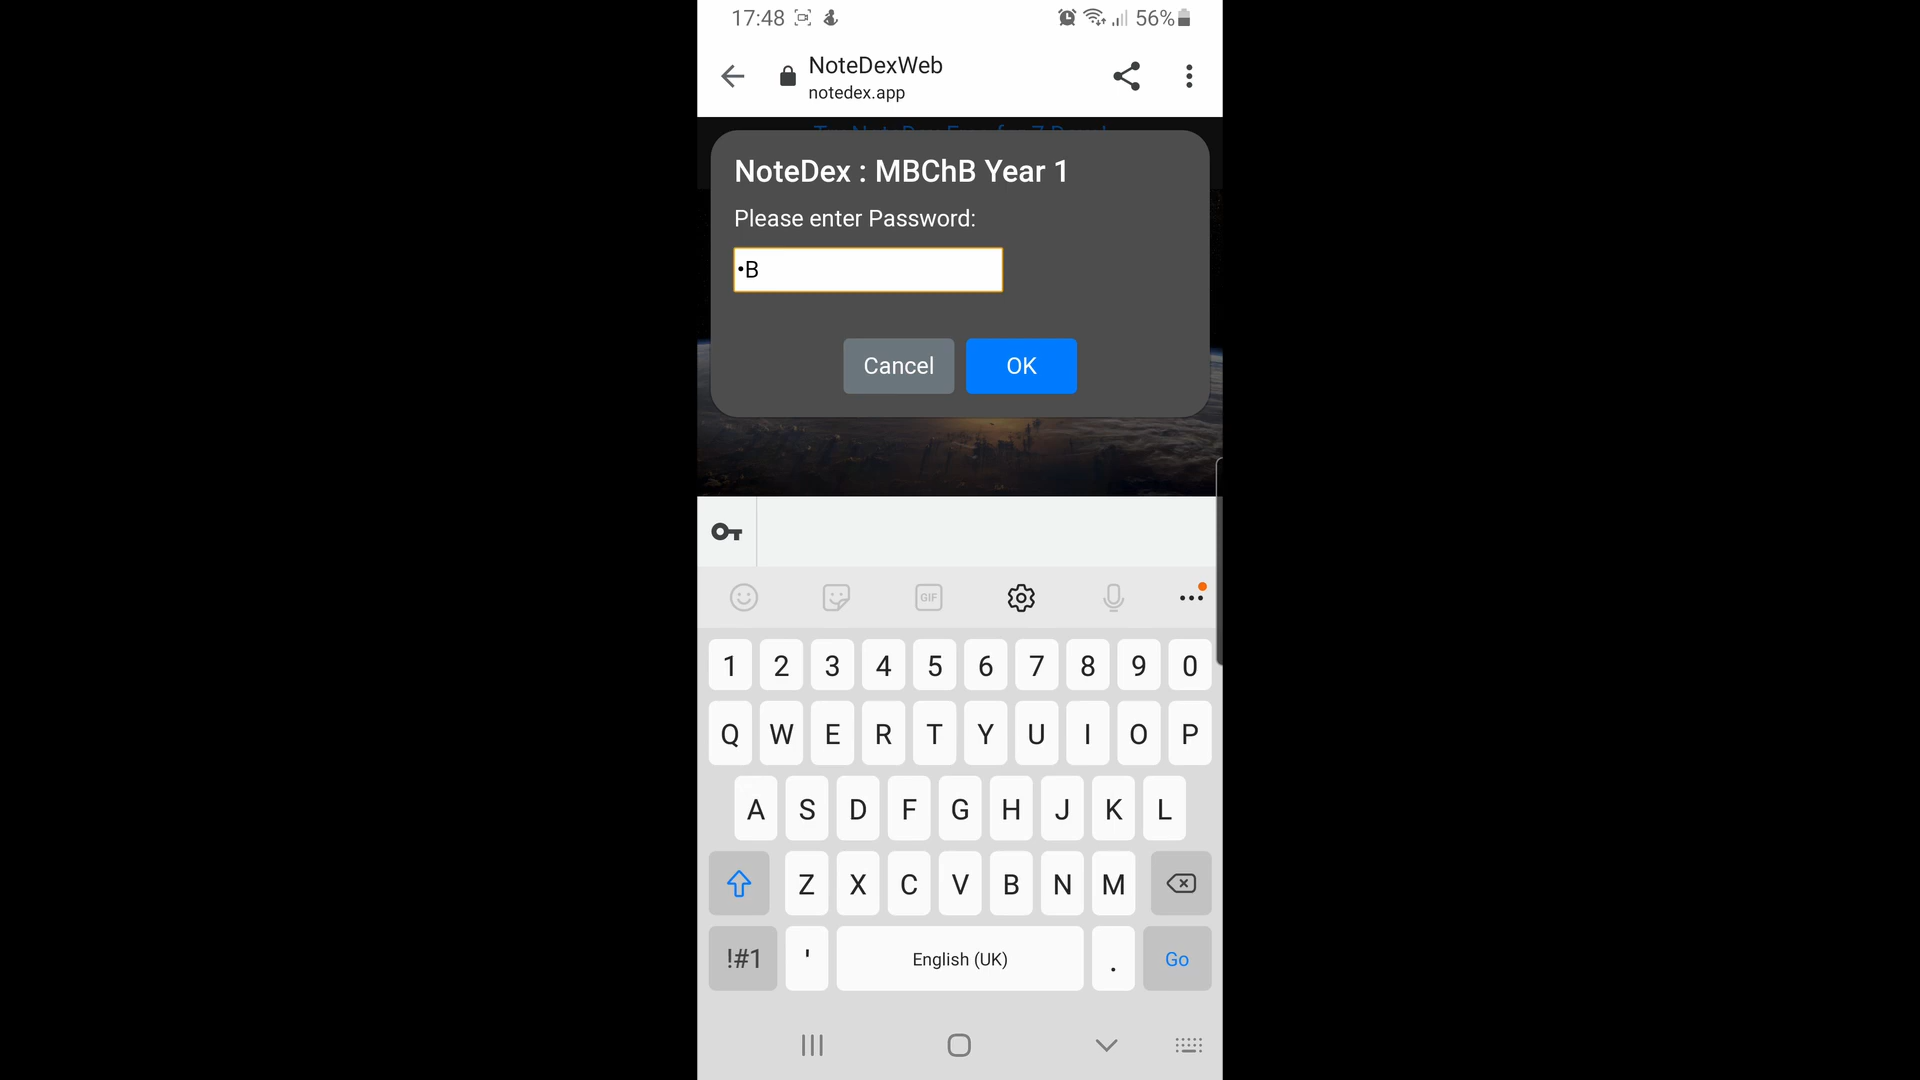 17:48 56%
NoteDexWeb
notedex.app
NoteDex : MBChB Year 1
Please enter Password:
•B
Cancel OK
GIF
1 2 3 4 5 6 7 8 9 0
Q W E R T Y U I O P
A S D F G H J K L
Z X C V B N M
!#1 ' English (UK) . Go